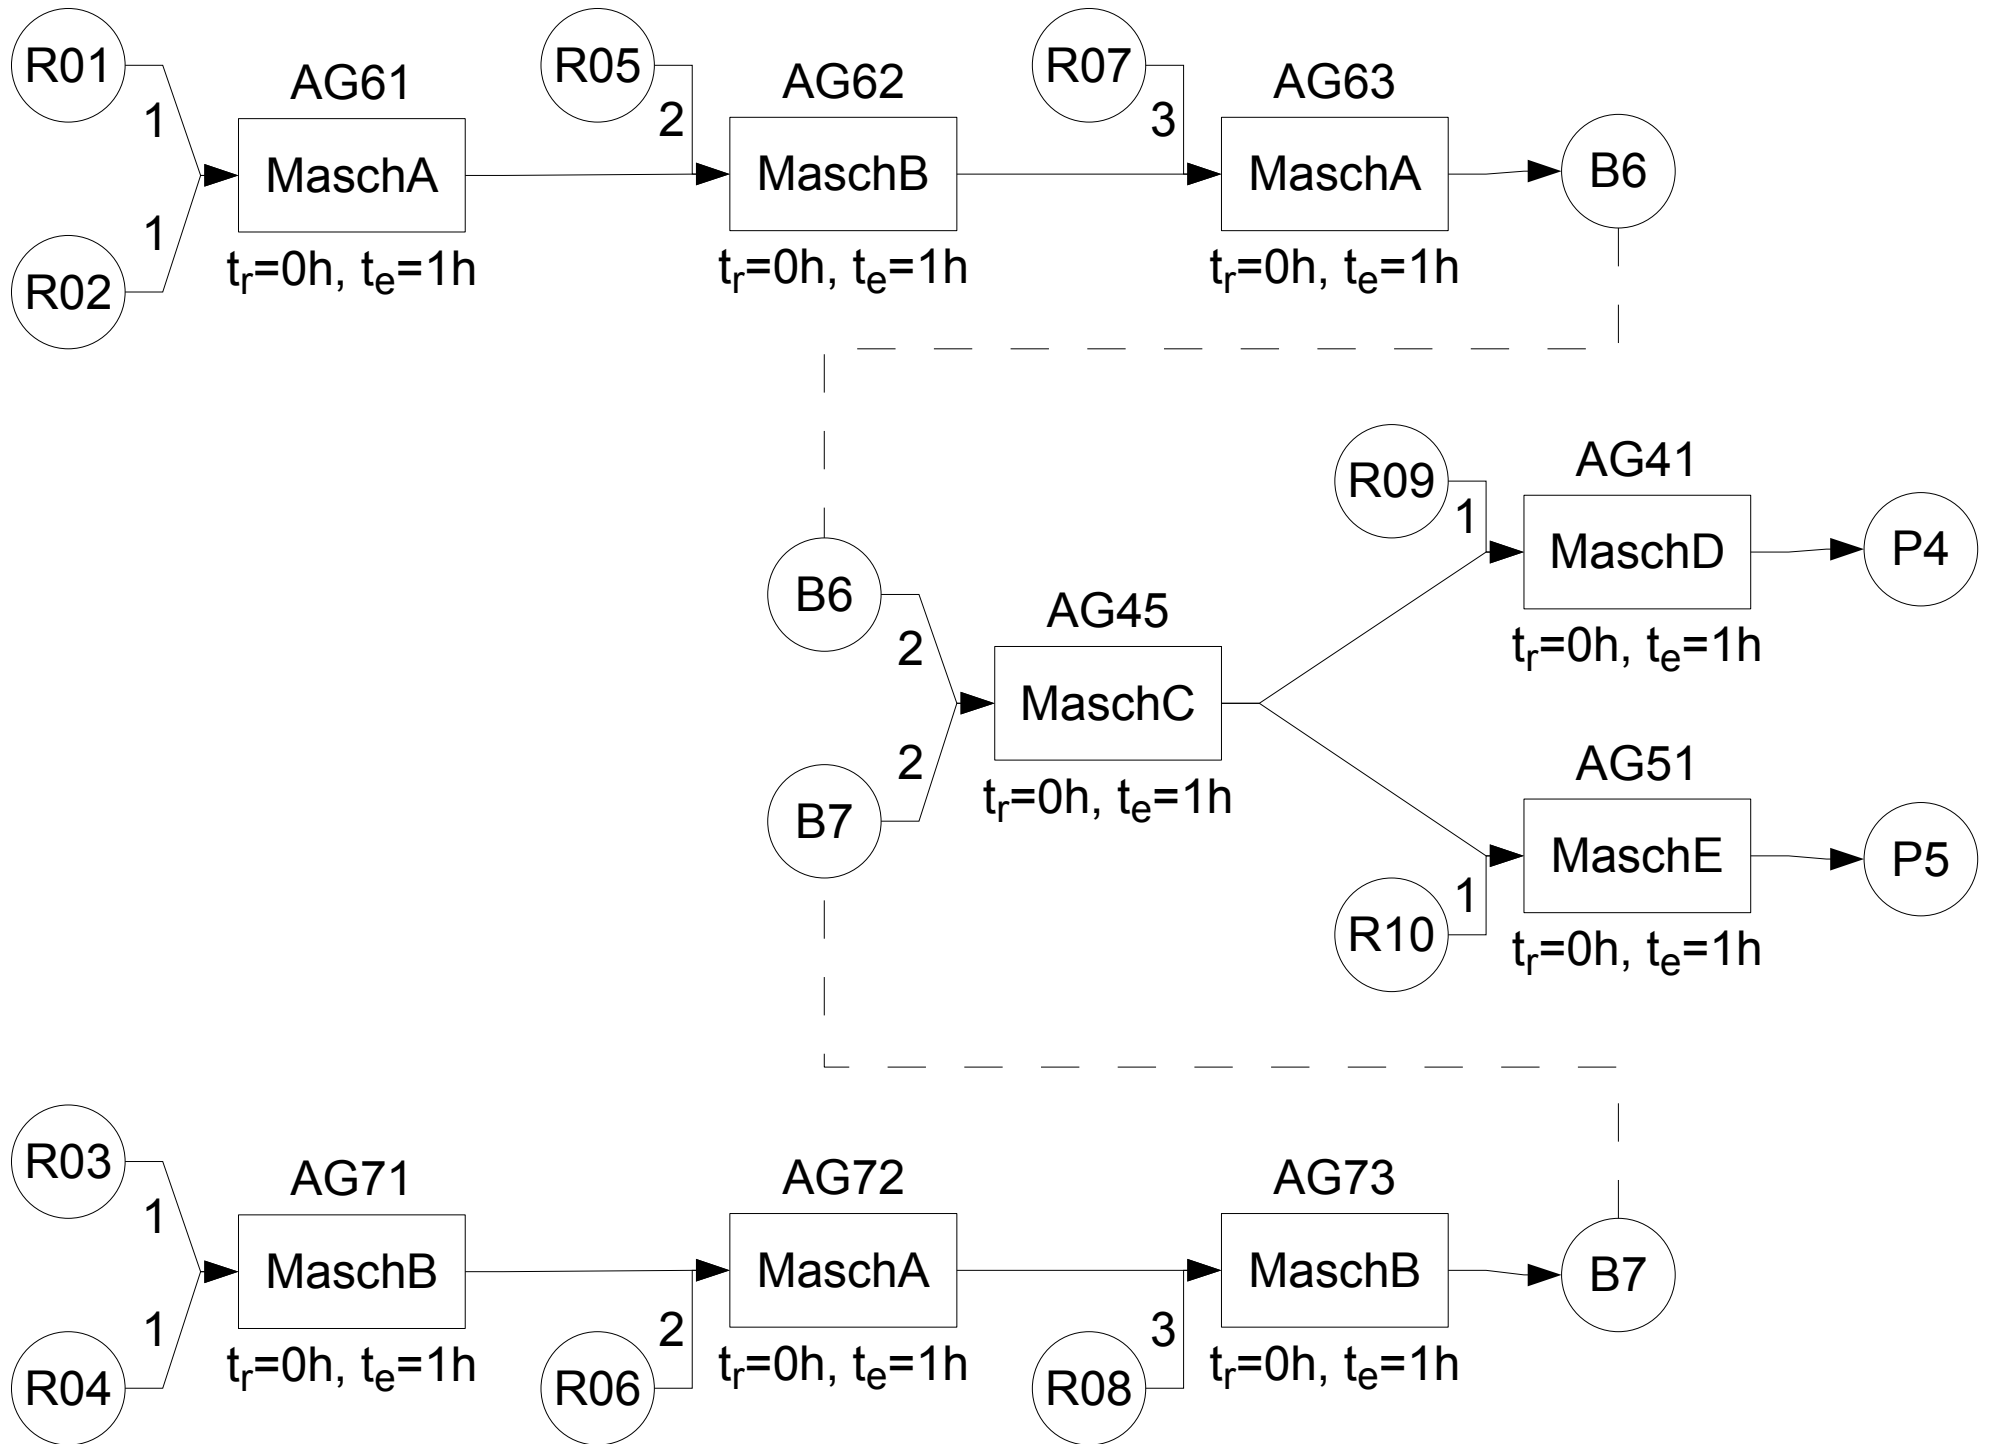 R01
AG61
R05
AG62
R07
AG63
1
2
3
MaschA
MaschB
MaschA
B6
1
R02
tr=0h, te=1h
tr=0h, te=1h
tr=0h, te=1h
R09
AG41
1
MaschD
P4
B6
AG45
tr=0h, te=1h
2
MaschC
2
AG51
B7
tr=0h, te=1h
MaschE
P5
1
R10
tr=0h, te=1h
R03
AG71
AG72
AG73
1
MaschB
MaschA
MaschB
B7
1
2
3
R04
tr=0h, te=1h
R06
tr=0h, te=1h
R08
tr=0h, te=1h